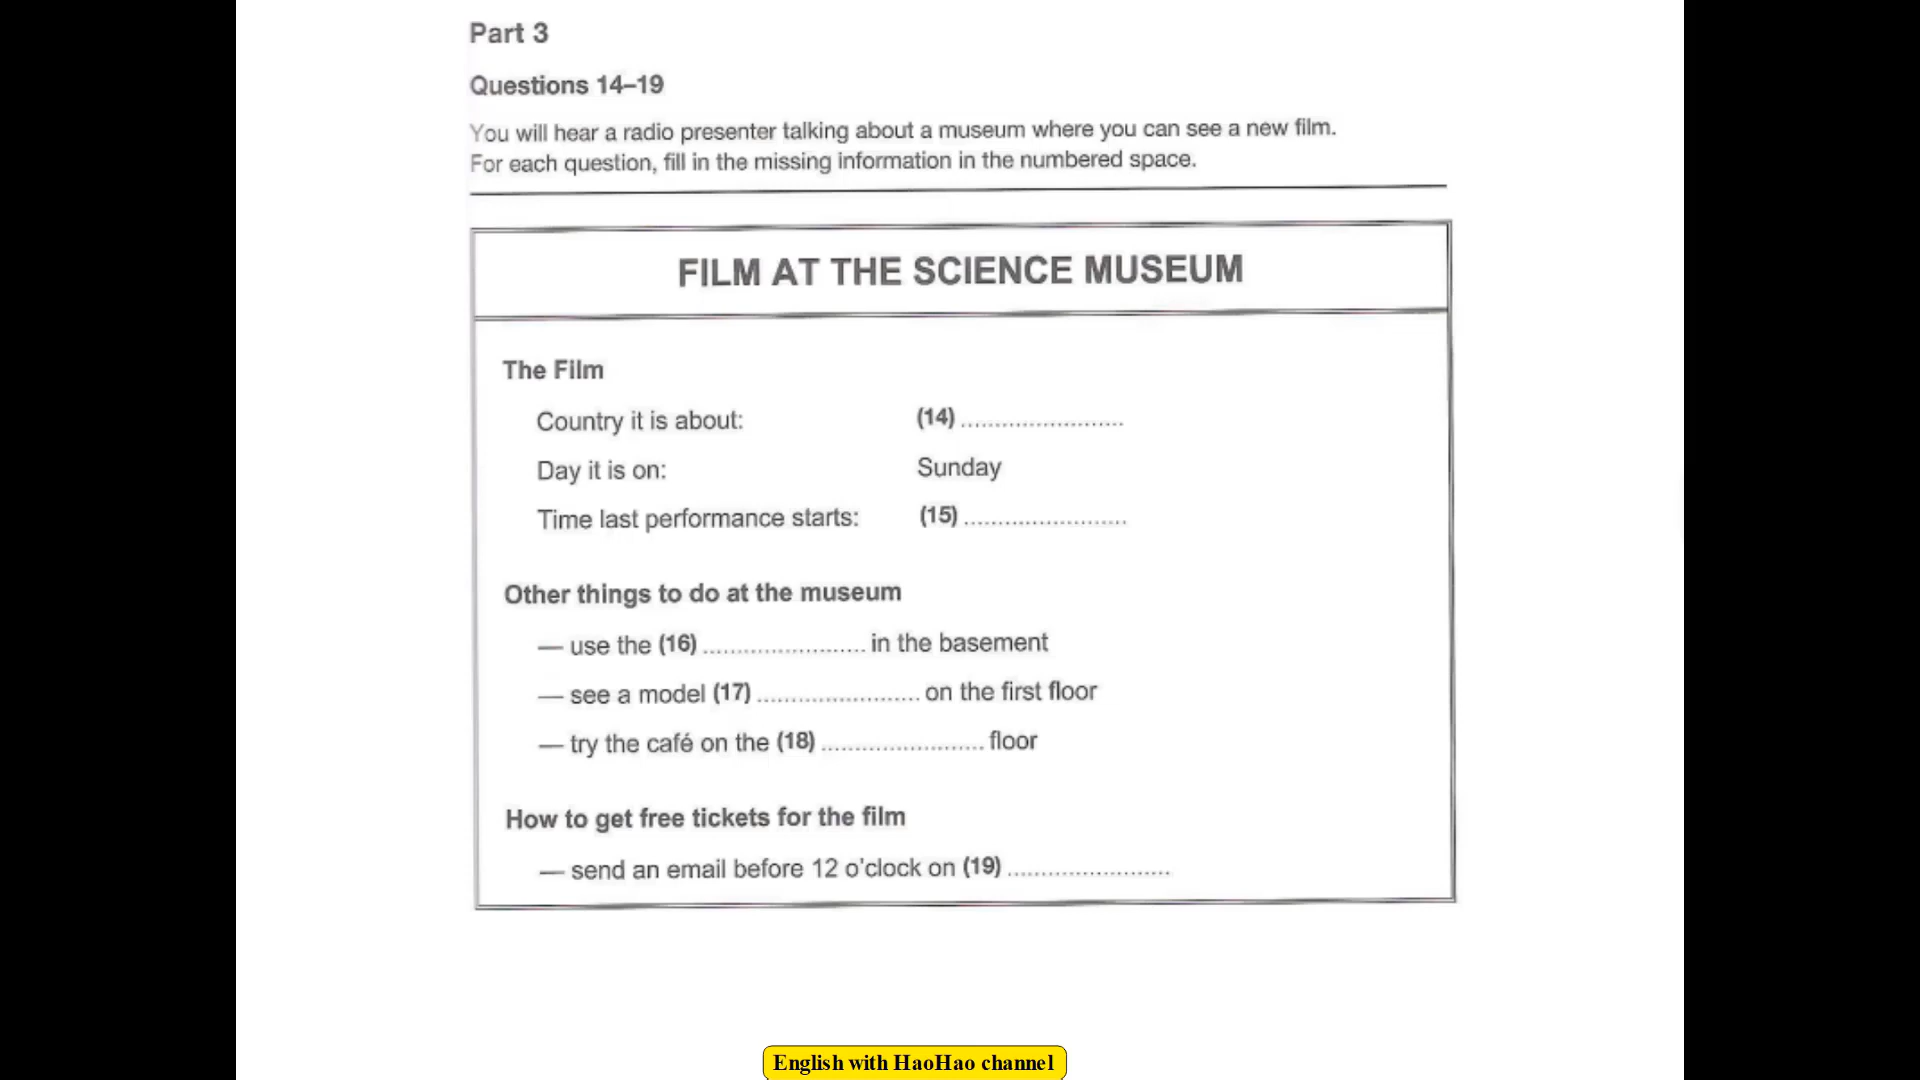 Part 3
Questions 14–19
You will hear a radio presenter talking about a museum where you can see a new film.
For each question, fill in the missing information in the numbered space.
FILM AT THE SCIENCE MUSEUM
The Film
Country it is about: (14) ........................
Day it is on: Sunday
Time last performance starts: (15) ........................
Other things to do at the museum
— use the (16) ........................ in the basement
— see a model (17) ........................ on the first floor
— try the café on the (18) ........................ floor
How to get free tickets for the film
— send an email before 12 o'clock on (19) ........................
English with HaoHao channel